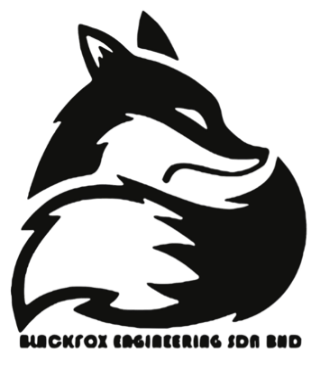 BLACKFOX ENGINEERING SDN BHD